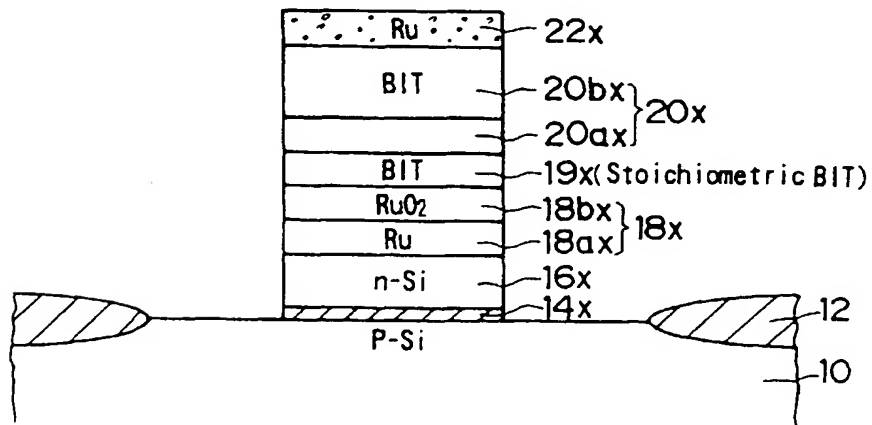 Ru 22x
BIT 20bx
20x
20ax
BIT 19x(Stoichiometric BIT)
RuO₂ 18bx
18x
Ru 18ax
n-Si 16x
14x
12
P-Si
10